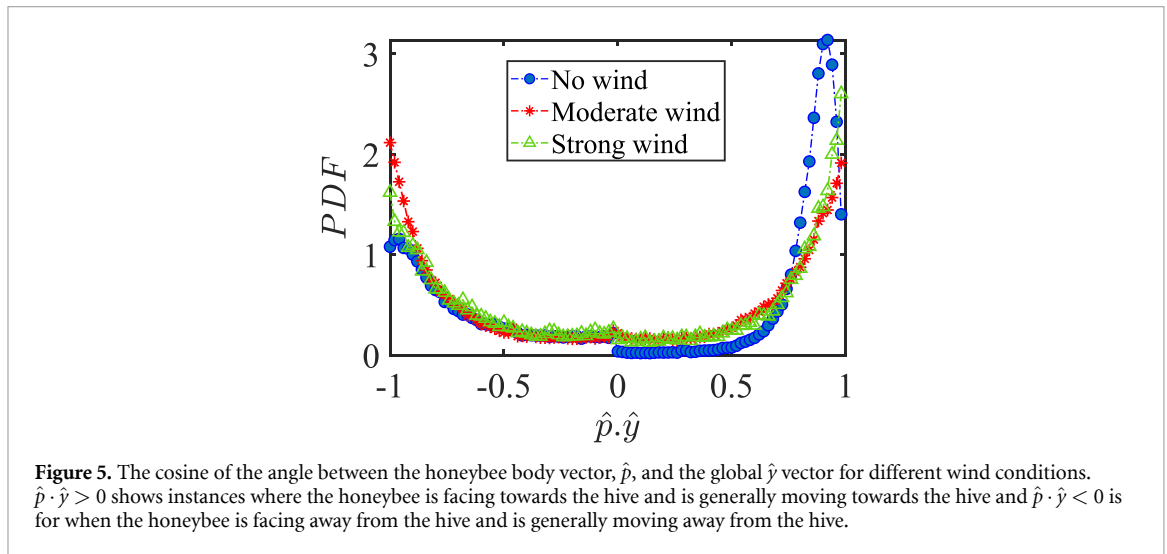 3
2
1
0
PDF
No wind
Moderate wind
Strong wind
-1 -0.5 0 0.5 1
p̂.ŷ
Figure 5. The cosine of the angle between the honeybee body vector, p̂, and the global ŷ vector for different wind conditions.
p̂ · ŷ > 0 shows instances where the honeybee is facing towards the hive and is generally moving towards the hive and p̂ · ŷ < 0 is
for when the honeybee is facing away from the hive and is generally moving away from the hive.